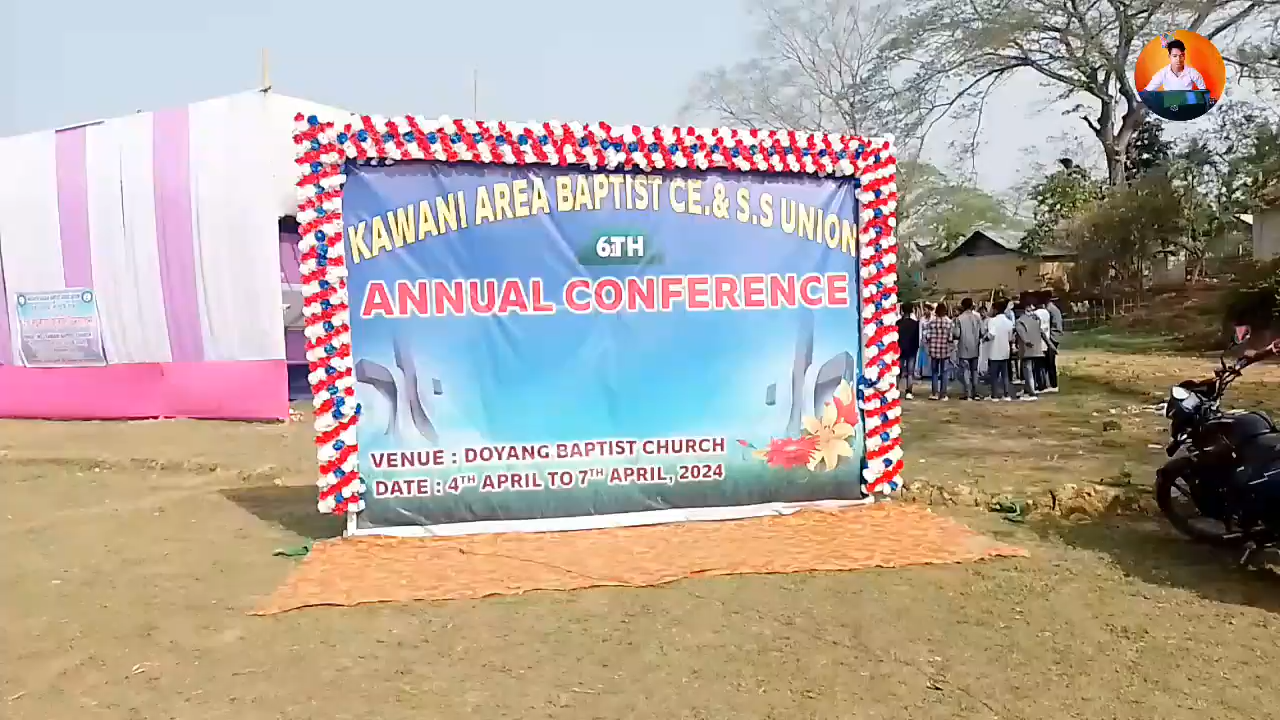 KAWANI AREA BAPTIST CE.& S.S UNION
6TH
ANNUAL CONFERENCE
VENUE : DOYANG BAPTIST CHURCH
DATE : 4TH APRIL TO 7TH APRIL, 2024